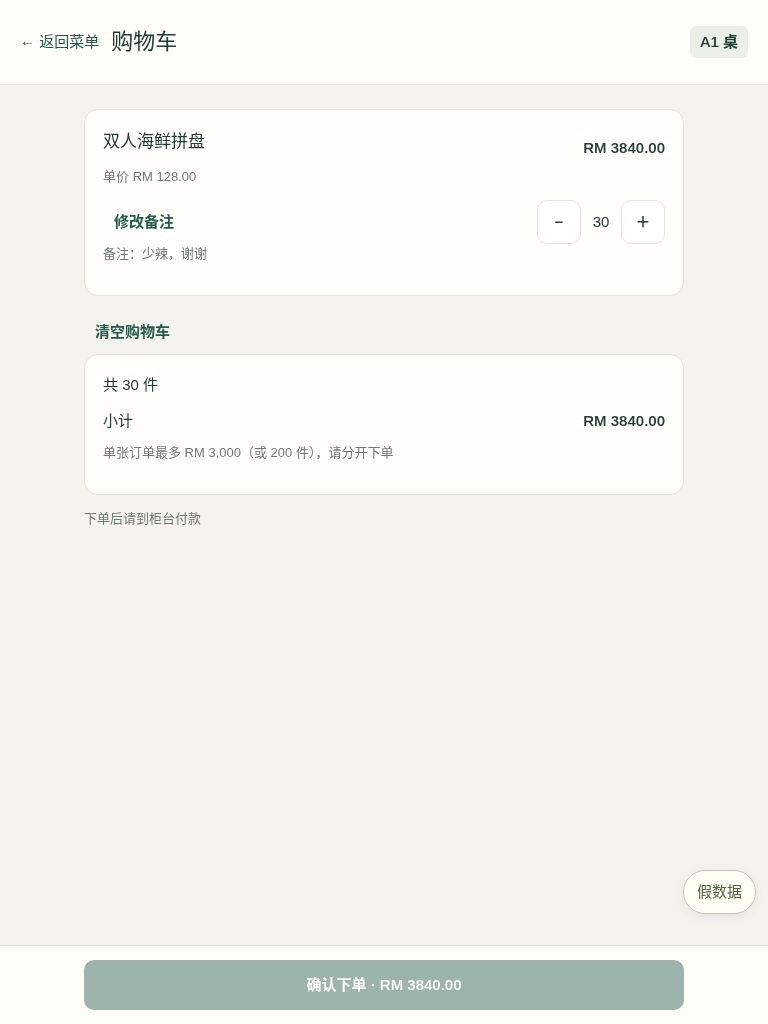 ← 返回菜单 购物车 A1 桌
双人海鲜拼盘 RM 3840.00
单价 RM 128.00
修改备注 − 30 +
备注：少辣，谢谢
清空购物车
共 30 件
小计 RM 3840.00
单张订单最多 RM 3,000（或 200 件），请分开下单
下单后请到柜台付款
假数据
确认下单 · RM 3840.00